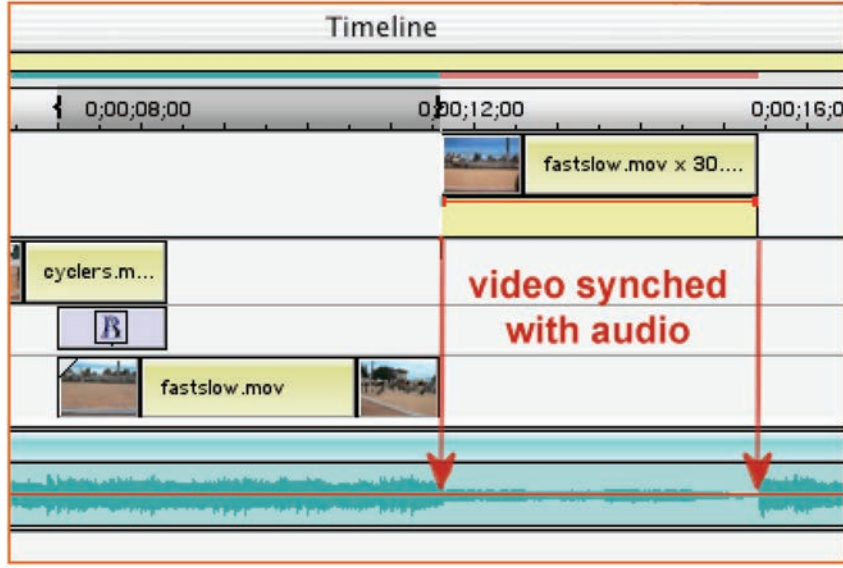 Timeline
0;00;08;00
0;00;12;00
0;00;16;0
fastslow.mov x 30....
cyclers.m...
video synched
with audio
B
fastslow.mov